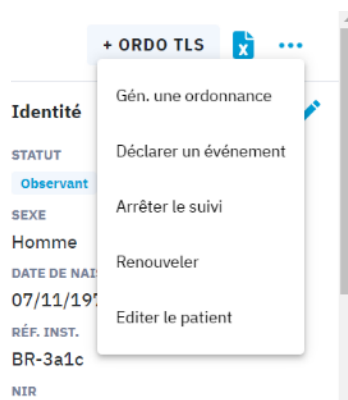 + ORDO TLS
Gén. une ordonnance
Identité
Déclarer un événement
STATUT
Observant
Arrêter le suivi
SEXE
Homme
Renouveler
DATE DE NAI
07/11/197
Editer le patient
RÉF. INST.
BR-3a1c
NIR